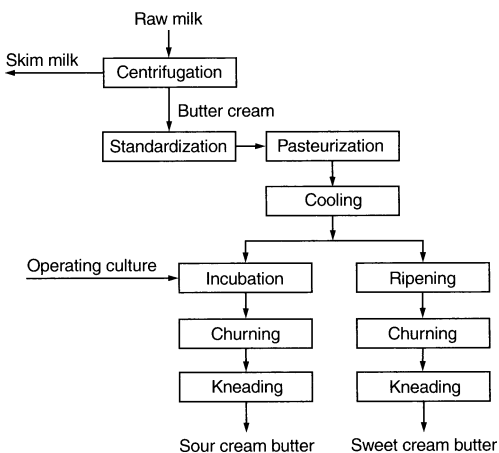 Raw milk
Skim milk
Centrifugation
Butter cream
Standardization
Pasteurization
Cooling
Operating culture
Incubation
Ripening
Churning
Churning
Kneading
Kneading
Sour cream butter
Sweet cream butter